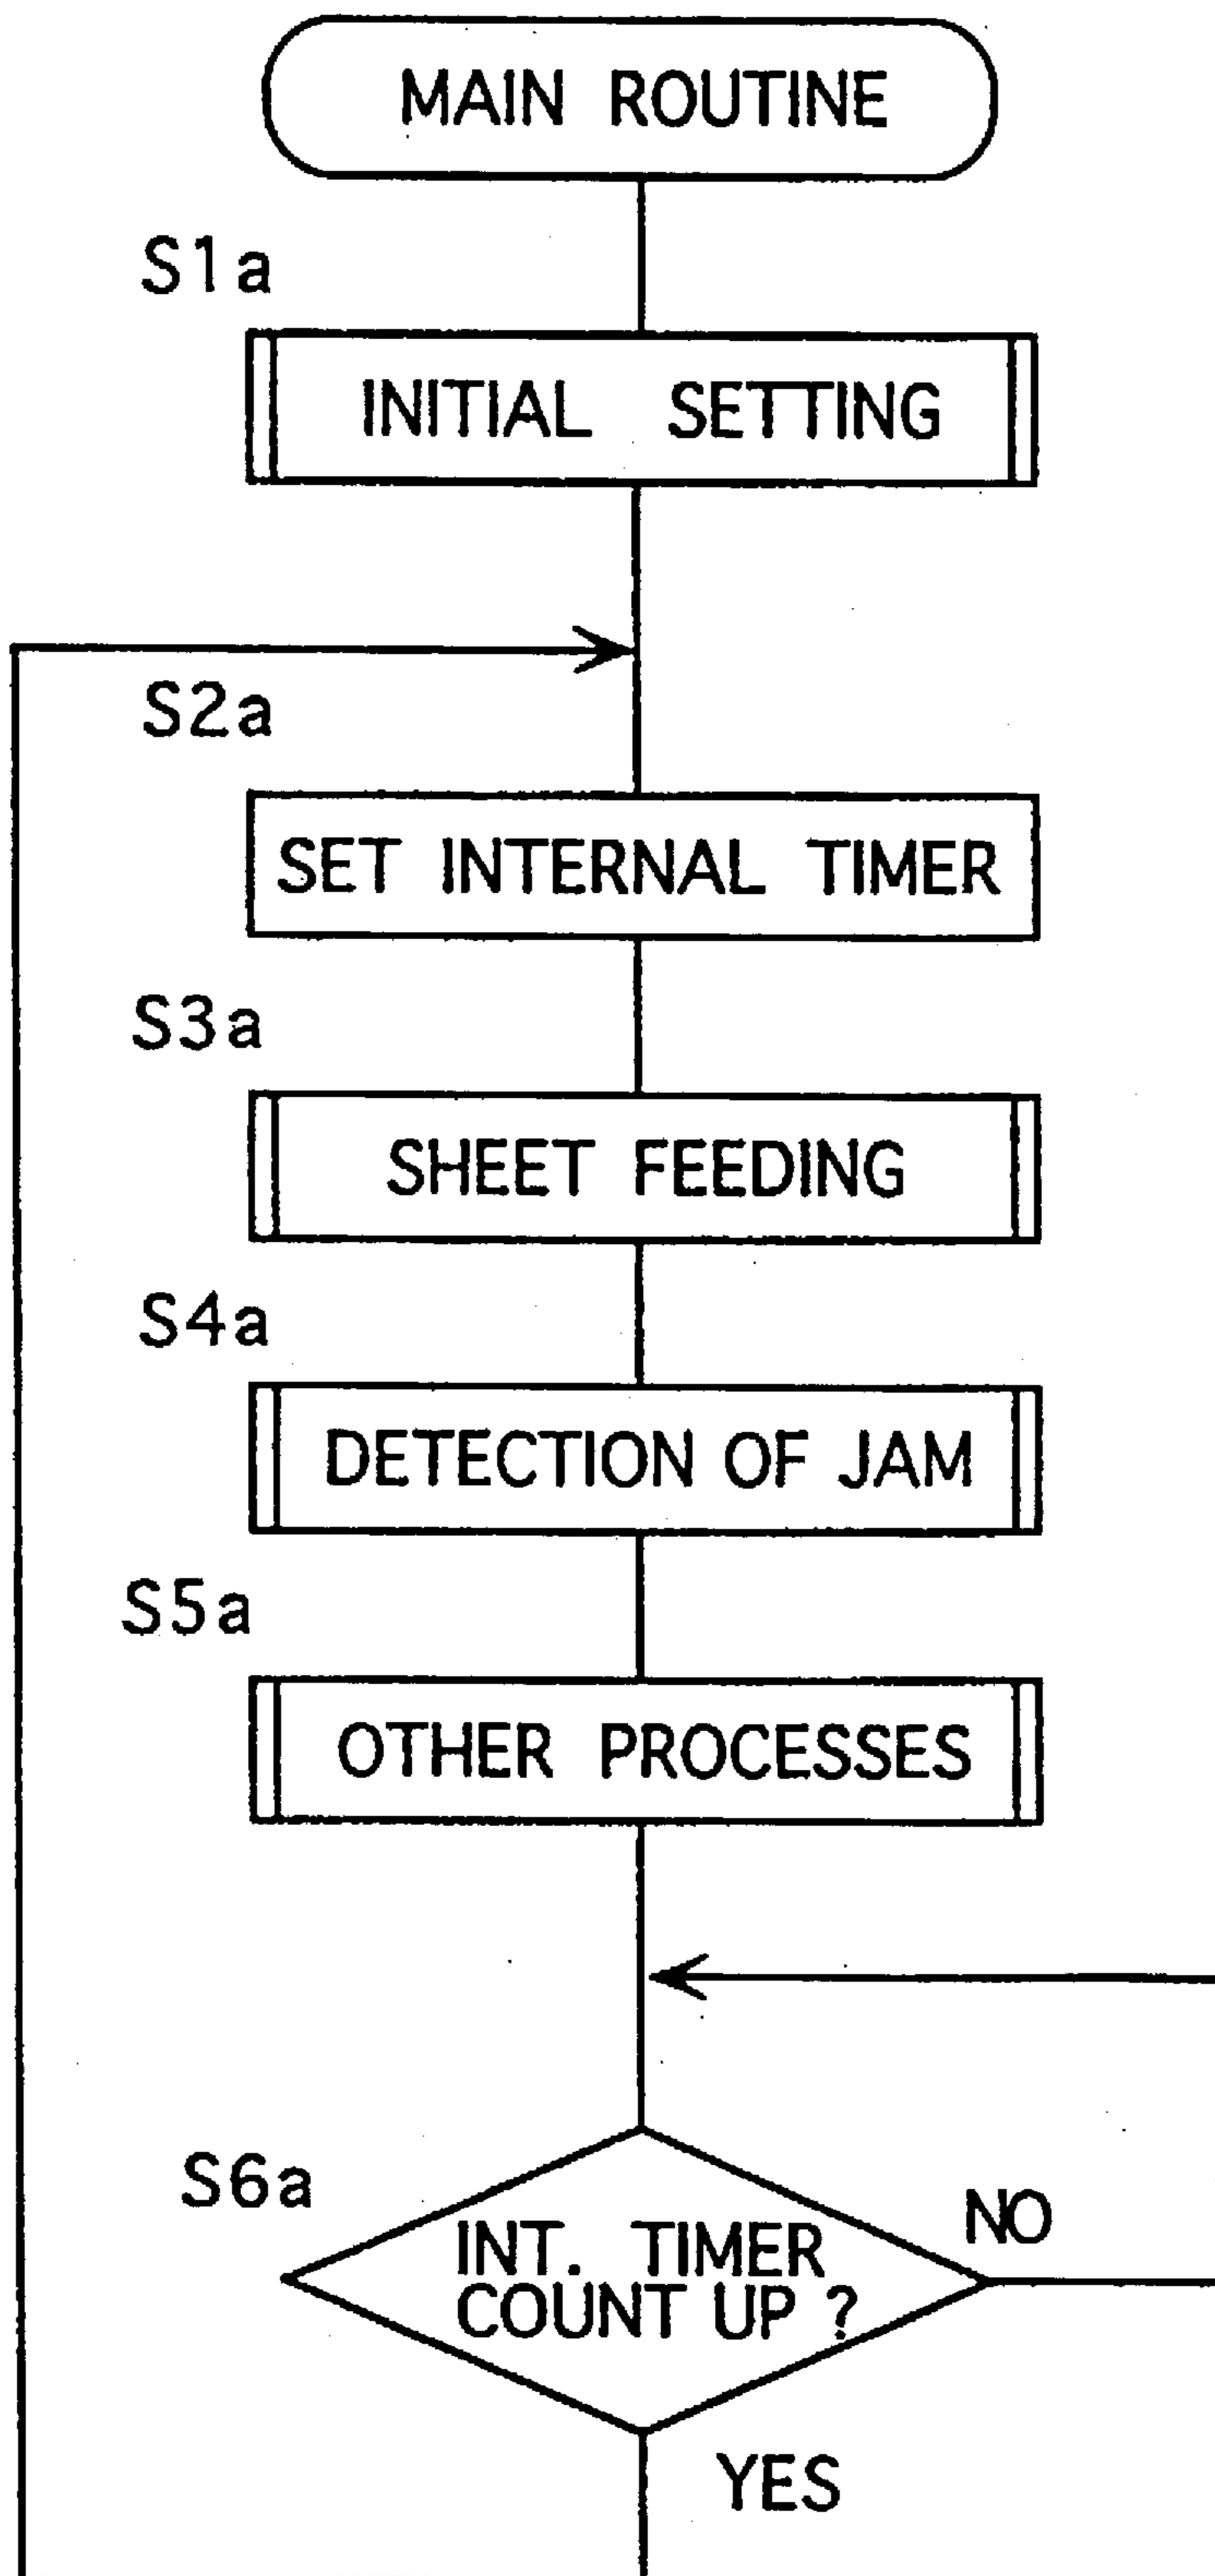 MAIN ROUTINE
S1a
INITIAL SETTING
S2a
SET INTERNAL TIMER
S3a
SHEET FEEDING
S4a
DETECTION OF JAM
S5a
OTHER PROCESSES
S6a
INT. TIMER
COUNT UP ?
NO
YES